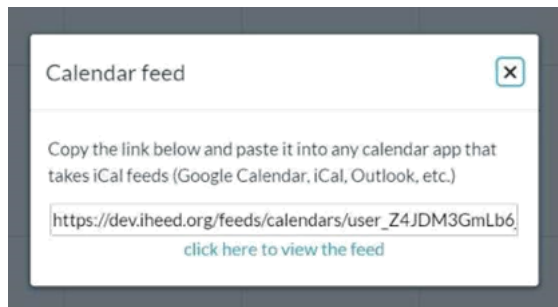 Calendar feed
Copy the link below and paste it into any calendar app that
takes iCal feeds (Google Calendar, iCal, Outlook, etc.)
https://dev.iheed.org/feeds/calendars/user_Z4JDM3GmLb6
click here to view the feed